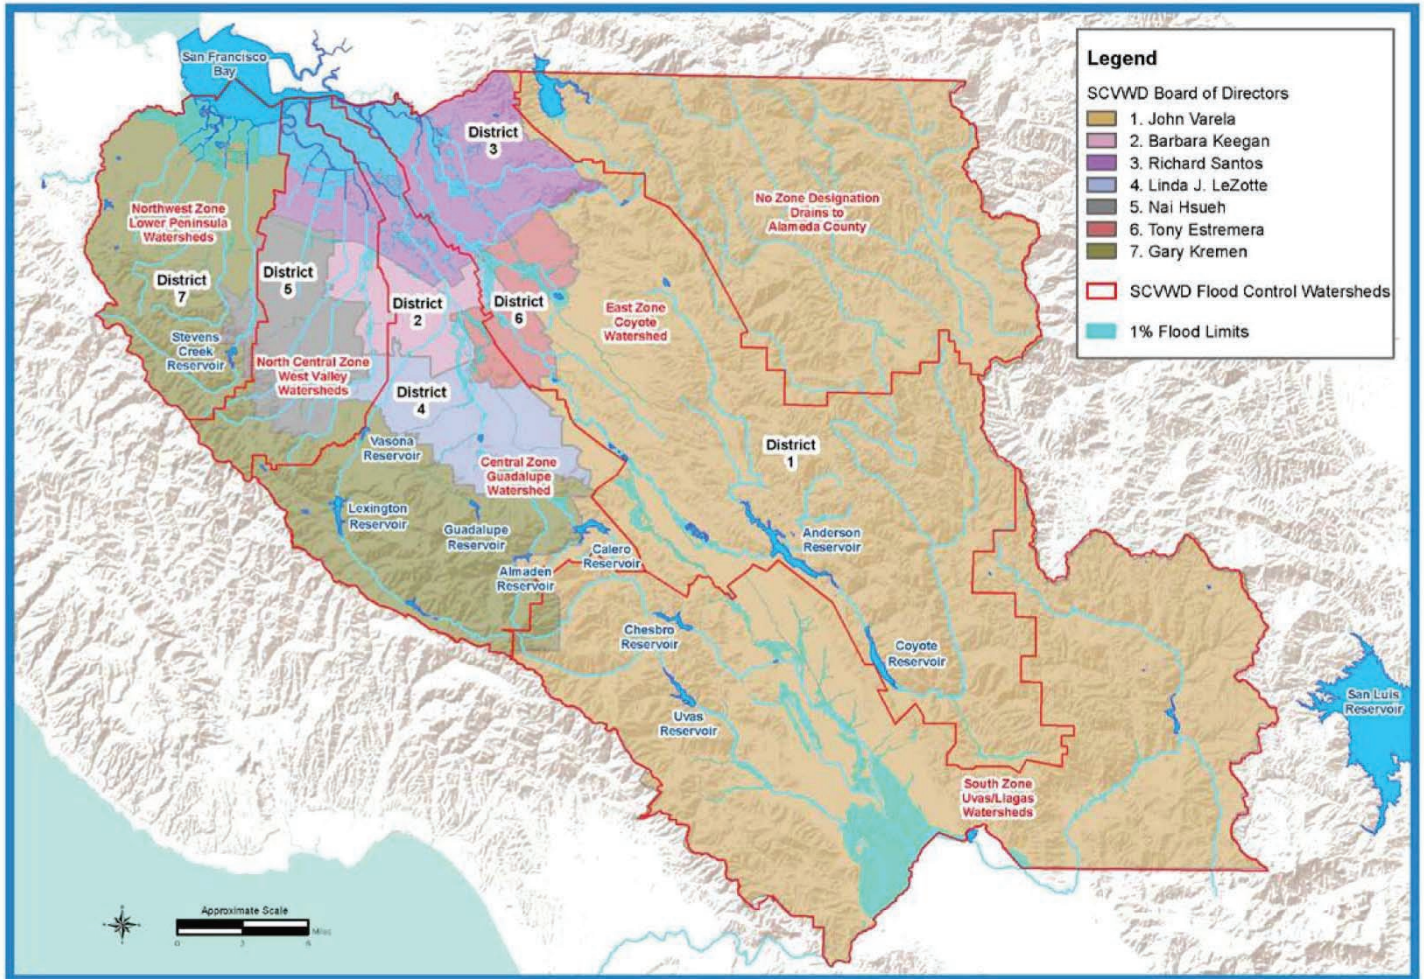 San Francisco
Bay
Legend
SCVWD Board of Directors
1. John Varela
2. Barbara Keegan
3. Richard Santos
4. Linda J. LeZotte
5. Nai Hsueh
6. Tony Estremera
7. Gary Kremen
SCVWD Flood Control Watersheds
1% Flood Limits
District
3
No Zone Designation
Drains to
Alameda County
Northwest Zone
Lower Peninsula
Watersheds
District
7
District
5
District
2
District
6
East Zone
Coyote
Watershed
Stevens
Creek
Reservoir
North Central Zone
West Valley
Watersheds
District
4
Vasona
Reservoir
District
1
Central Zone
Guadalupe
Watershed
Lexington
Reservoir
Guadalupe
Reservoir
Anderson
Reservoir
Calero
Reservoir
Almaden
Reservoir
Chesbro
Reservoir
Coyote
Reservoir
Uvas
Reservoir
San Luis
Reservoir
South Zone
Uvas/Llagas
Watersheds
Approximate Scale
Miles
0 3 6